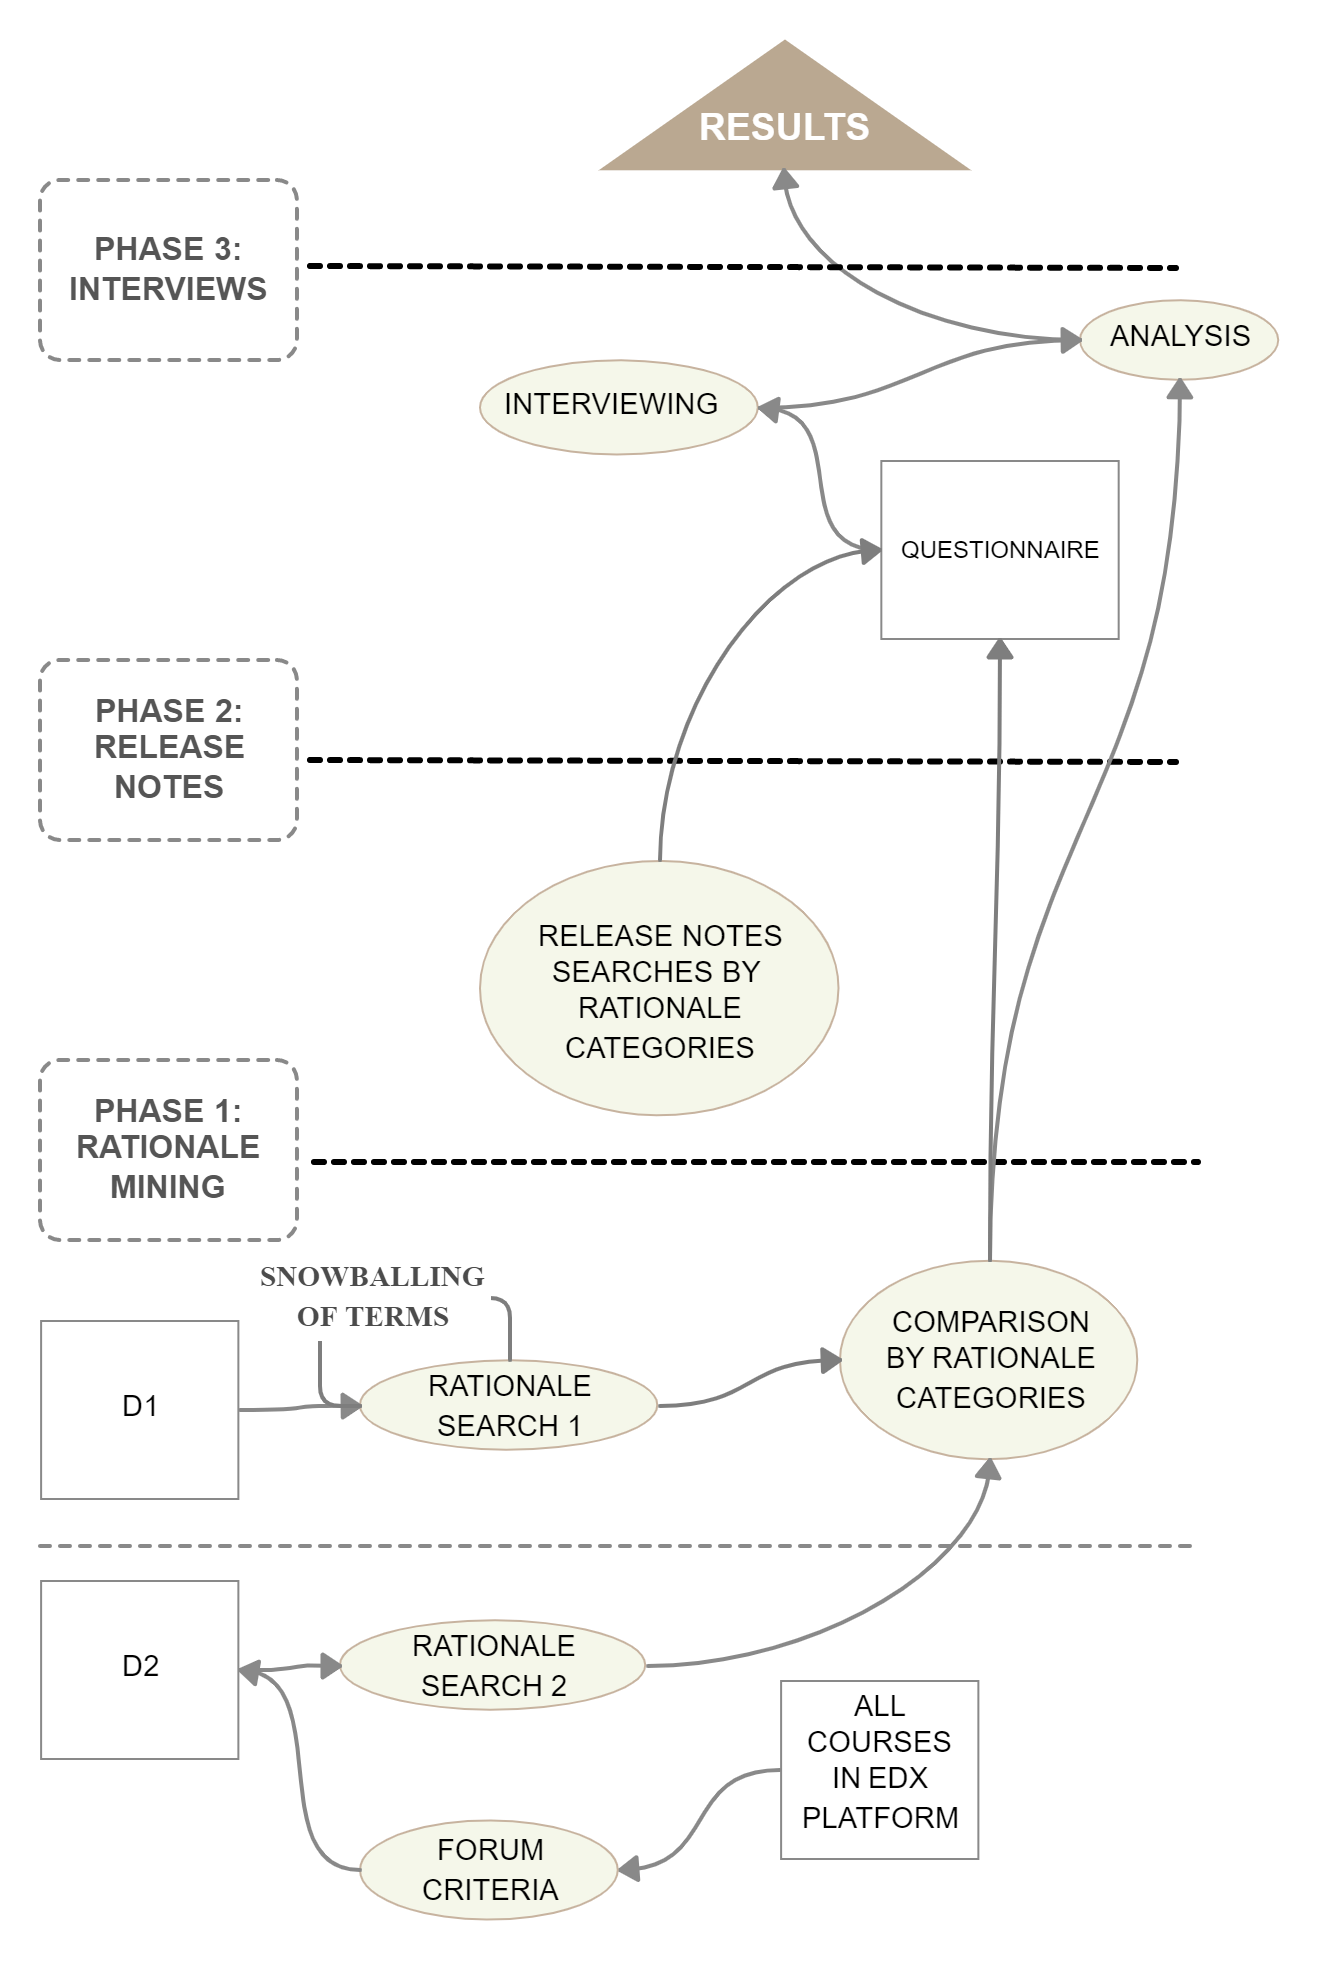 RESULTS
PHASE 3:
INTERVIEWS
ANALYSIS
INTERVIEWING
QUESTIONNAIRE
PHASE 2:
RELEASE
NOTES
RELEASE NOTES
SEARCHES BY
RATIONALE
CATEGORIES
PHASE 1:
RATIONALE
MINING
SNOWBALLING
OF TERMS
D1
RATIONALE
SEARCH 1
COMPARISON
BY RATIONALE
CATEGORIES
D2
RATIONALE
SEARCH 2
ALL
COURSES
IN EDX
PLATFORM
FORUM
CRITERIA